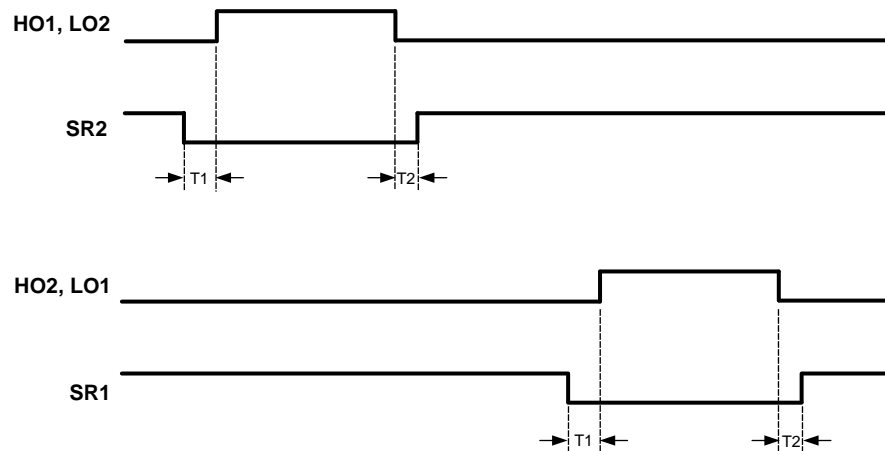 HO1, LO2
SR2
T1
T2
HO2, LO1
SR1
T1
T2